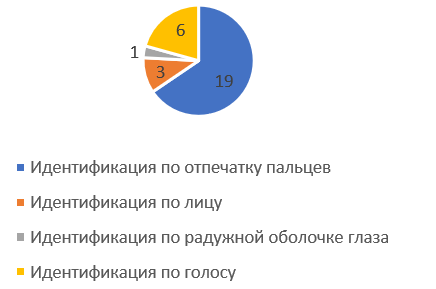 6
1
3
19
Идентификация по отпечатку пальцев
Идентификация по лицу
Идентификация по радужной оболочке глаза
Идентификация по голосу